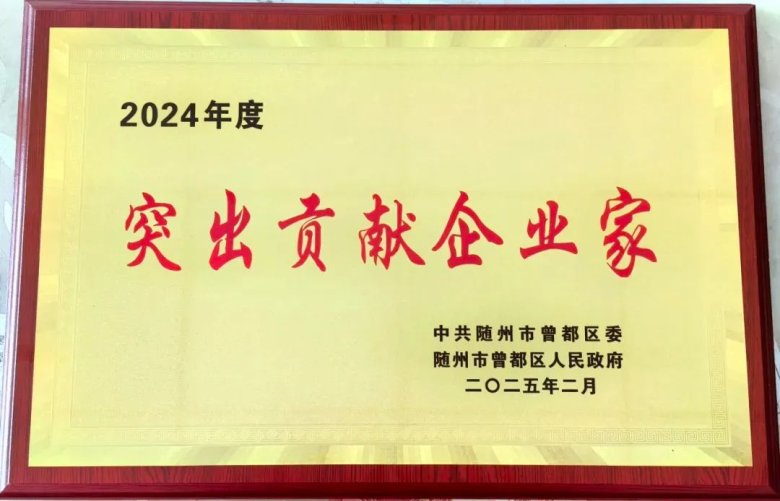 2024年度
突出贡献企业家
中共随州市曾都区委
随州市曾都区人民政府
二〇二五年二月